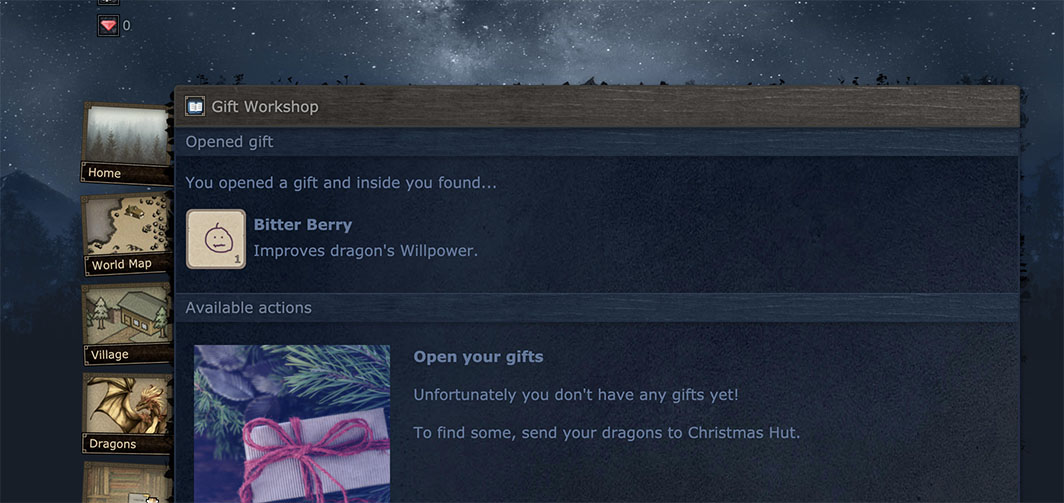 0
Gift Workshop
Opened gift
Home
You opened a gift and inside you found...
Bitter Berry
Improves dragon's Willpower.
1
World Map
Available actions
Village
Open your gifts
Unfortunately you don't have any gifts yet!
To find some, send your dragons to Christmas Hut.
Dragons